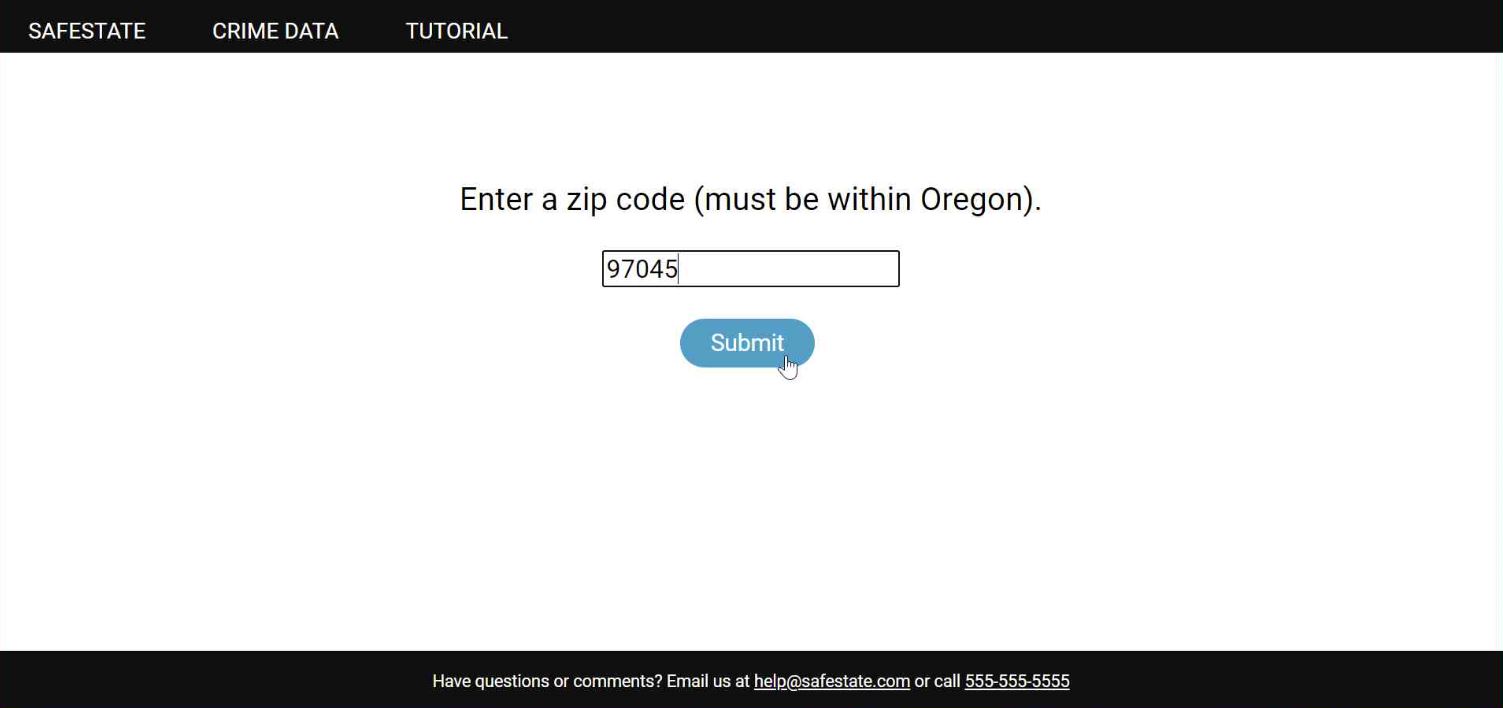 SAFESTATE CRIME DATA TUTORIAL
Enter a zip code (must be within Oregon).
97045
Submit
Have questions or comments? Email us at help@safestate.com or call 555-555-5555